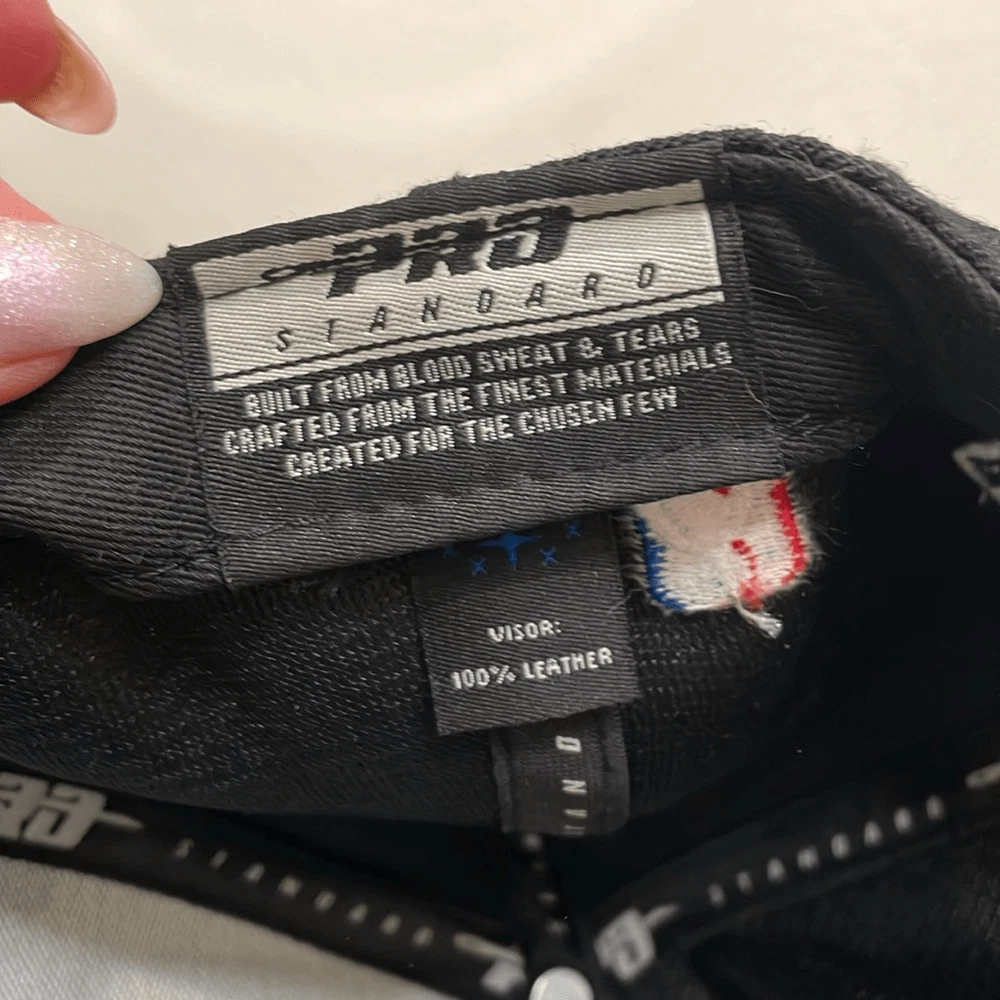 PRO
STANDARD
BUILT FROM BLOOD SWEAT & TEARS
CRAFTED FROM THE FINEST MATERIALS
CREATED FOR THE CHOSEN FEW
VISOR:
100% LEATHER
AND
STANDARD
STANDARD